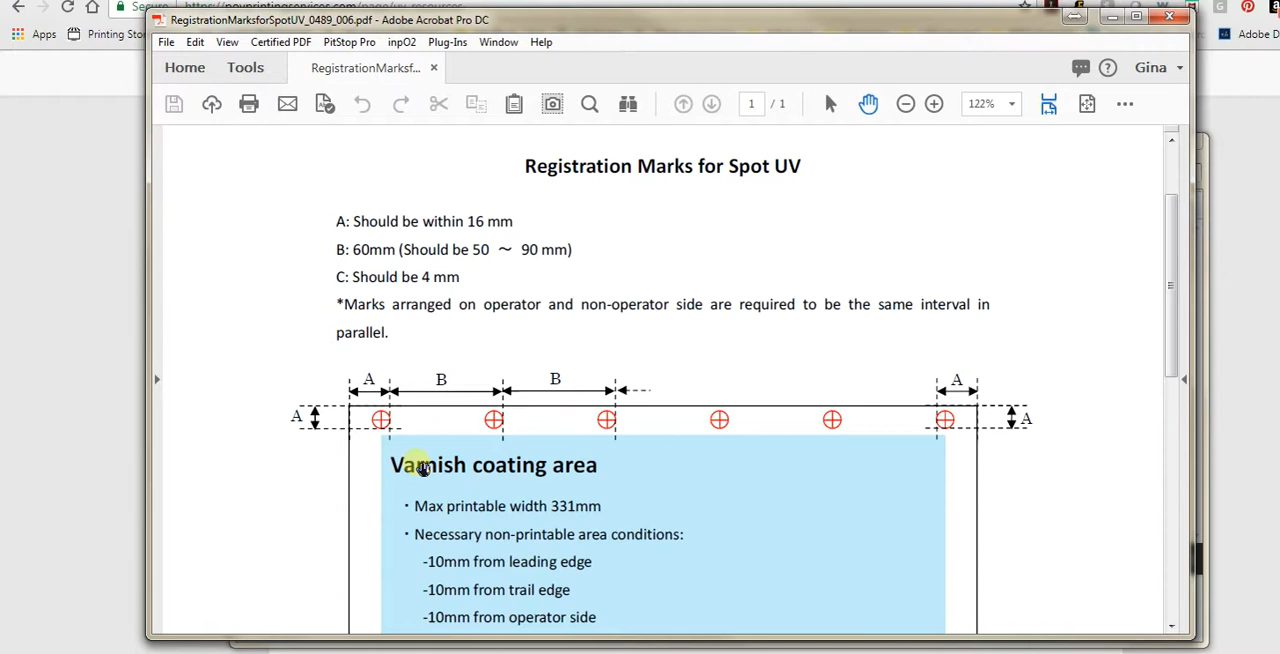 RegistrationMarksforSpotUV_0489_006.pdf - Adobe Acrobat Pro DC
Apps
Printing Sto
Secure
Adobe D
File Edit View Certified PDF PitStop Pro inpO2 Plug-Ins Window Help
Home Tools RegistrationMarksf... × Gina
1 / 1 122%
Registration Marks for Spot UV
A: Should be within 16 mm
B: 60mm (Should be 50 ～ 90 mm)
C: Should be 4 mm
*Marks arranged on operator and non-operator side are required to be the same interval in
parallel.
A B B A
A A
Varnish coating area
・Max printable width 331mm
・Necessary non-printable area conditions:
-10mm from leading edge
-10mm from trail edge
-10mm from operator side